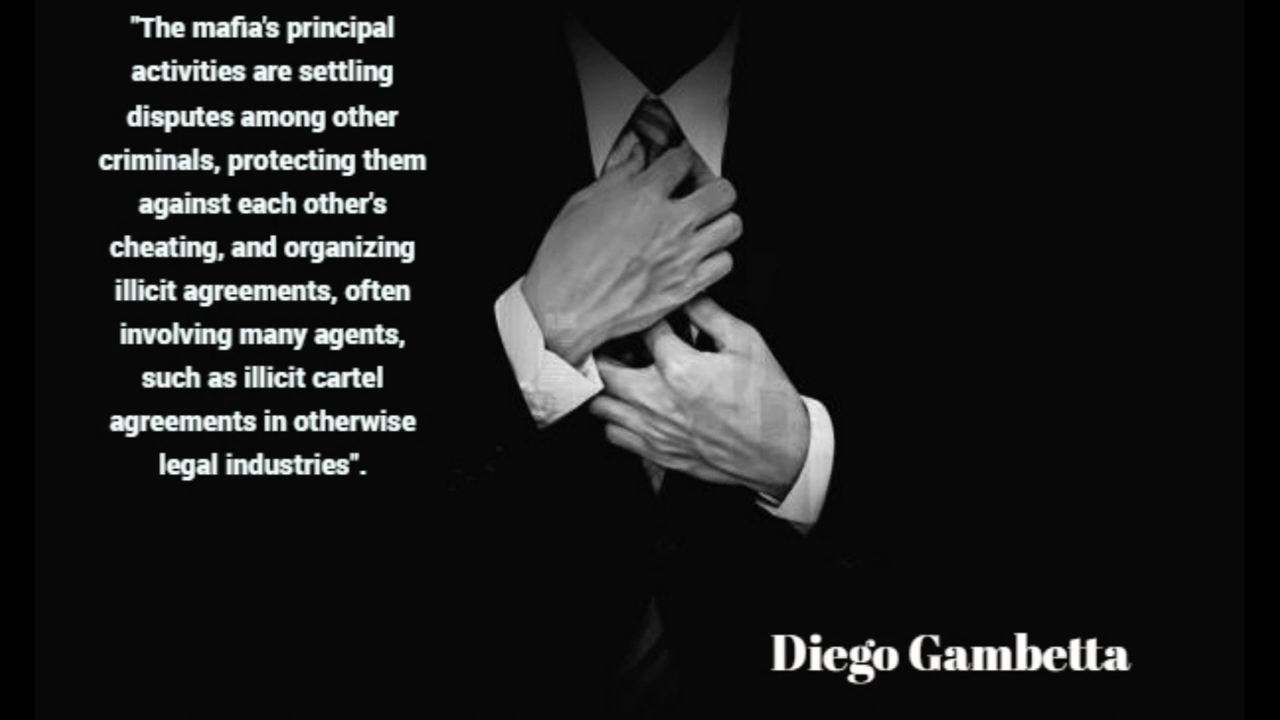 "The mafia's principal
activities are settling
disputes among other
criminals, protecting them
against each other's
cheating, and organizing
illicit agreements, often
involving many agents,
such as illicit cartel
agreements in otherwise
legal industries".
Diego Gambetta